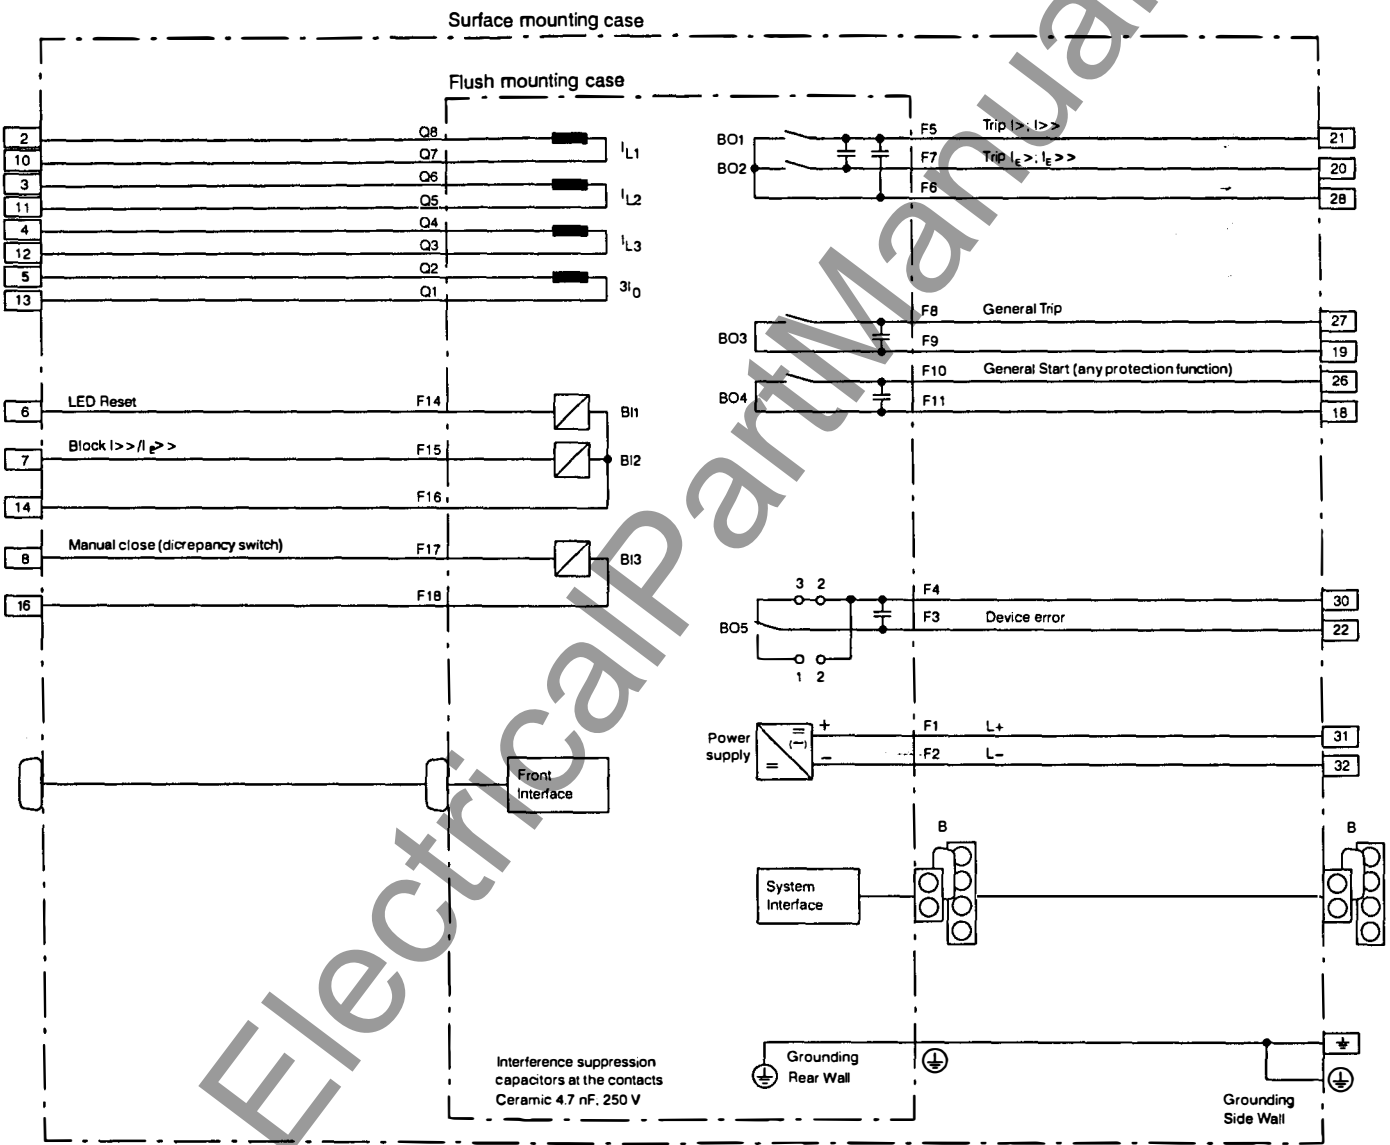 Surface mounting case
Flush mounting case
2 Q8
10 Q7 IL1
3 Q6
11 Q5 IL2
4 Q4
12 Q3 IL3
5 Q2
13 Q1 3I0
6 LED Reset F14 BI1
7 Block I>>/Ie>> F15 BI2
14 F16
8 Manual close (dicrepancy switch) F17 BI3
16 F18
Front
Interface
BO1 F5 Trip I>; I>> 21
BO2 F7 Trip IE>; IE>> 20
F6 28
F8 General Trip 27
BO3
F9 19
F10 General Start (any protection function) 26
BO4
F11 18
3 2
F4 30
BO5 F3 Device error 22
1 2
Power
supply
+ F1 L+ 31
(~)
=
- F2 L- 32
B
B
System
Interface
Grounding
Rear Wall
Grounding
Side Wall
Interference suppression
capacitors at the contacts
Ceramic 4.7 nF, 250 V
ElectricalPartManual